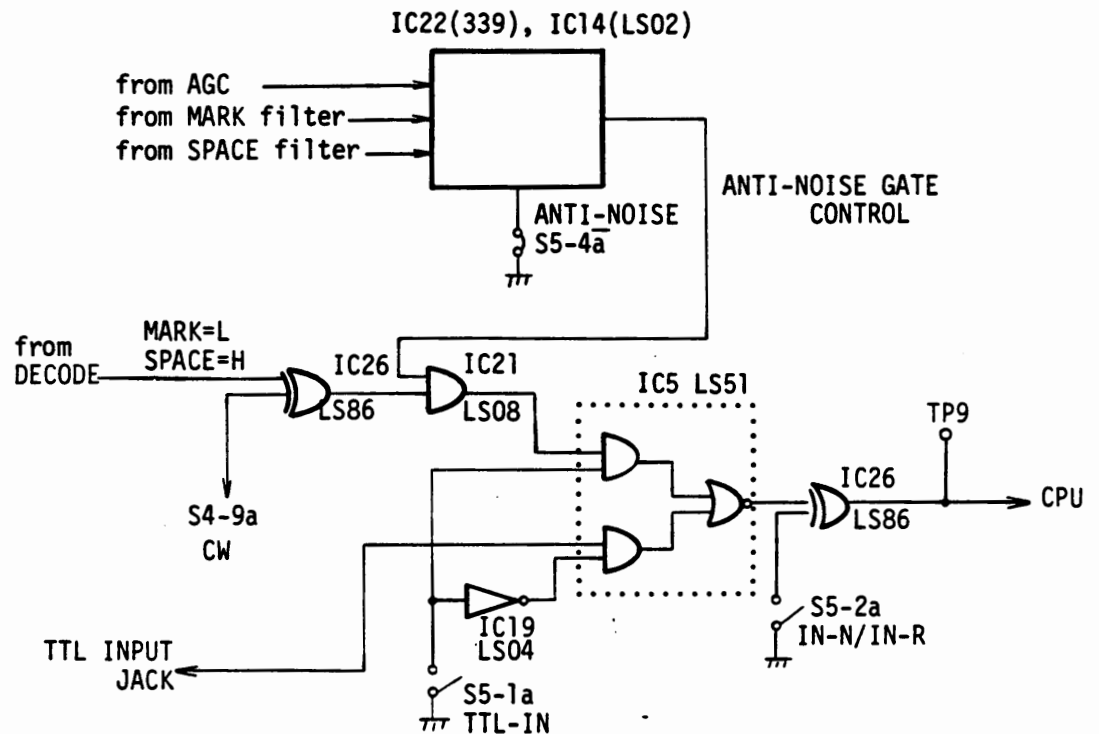 IC22(339), IC14(LS02)
from AGC
from MARK filter
from SPACE filter
ANTI-NOISE GATE
CONTROL
ANTI-NOISE
S5-4a
from
DECODE
MARK=L
SPACE=H
IC26
LS86
IC21
LS08
IC5 LS51
TP9
IC26
LS86
CPU
S4-9a
CW
IC19
LS04
S5-2a
IN-N/IN-R
TTL INPUT
JACK
S5-1a
TTL-IN